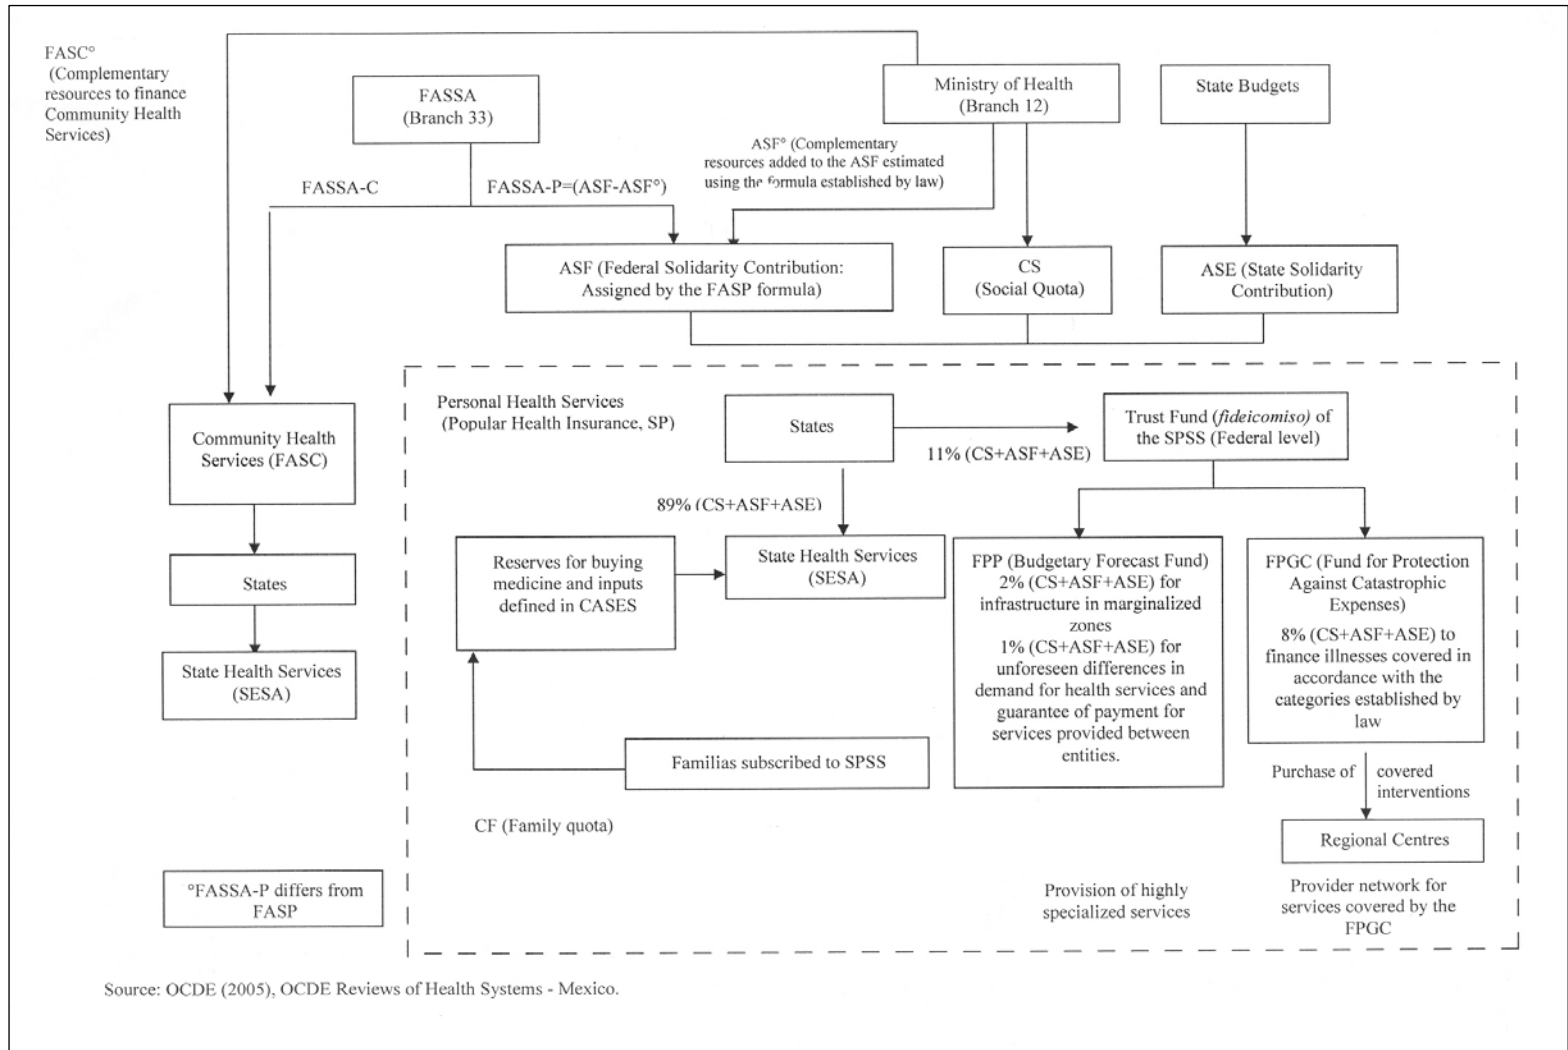 FASC°
(Complementary
resources to finance
Community Health
Services)
FASSA
(Branch 33)
Ministry of Health
(Branch 12)
State Budgets
ASF° (Complementary
resources added to the ASF estimated
using the formula established by law)
FASSA-C
FASSA-P=(ASF-ASF°)
ASF (Federal Solidarity Contribution:
Assigned by the FASP formula)
CS
(Social Quota)
ASE (State Solidarity
Contribution)
Personal Health Services
(Popular Health Insurance, SP)
States
11% (CS+ASF+ASE)
Trust Fund (fideicomiso) of
the SPSS (Federal level)
Community Health
Services (FASC)
89% (CS+ASF+ASE)
Reserves for buying
medicine and inputs
defined in CASES
State Health Services
(SESA)
FPP (Budgetary Forecast Fund)
2% (CS+ASF+ASE) for
infrastructure in marginalized
zones
1% (CS+ASF+ASE) for
unforeseen differences in
demand for health services and
guarantee of payment for
services provided between
entities.
FPGC (Fund for Protection
Against Catastrophic
Expenses)
8% (CS+ASF+ASE) to
finance illnesses covered in
accordance with the
categories established by
law
States
State Health Services
(SESA)
Familias subscribed to SPSS
CF (Family quota)
Purchase of covered
interventions
Regional Centres
°FASSA-P differs from
FASP
Provision of highly
specialized services
Provider network for
services covered by the
FPGC
Source: OCDE (2005), OCDE Reviews of Health Systems - Mexico.